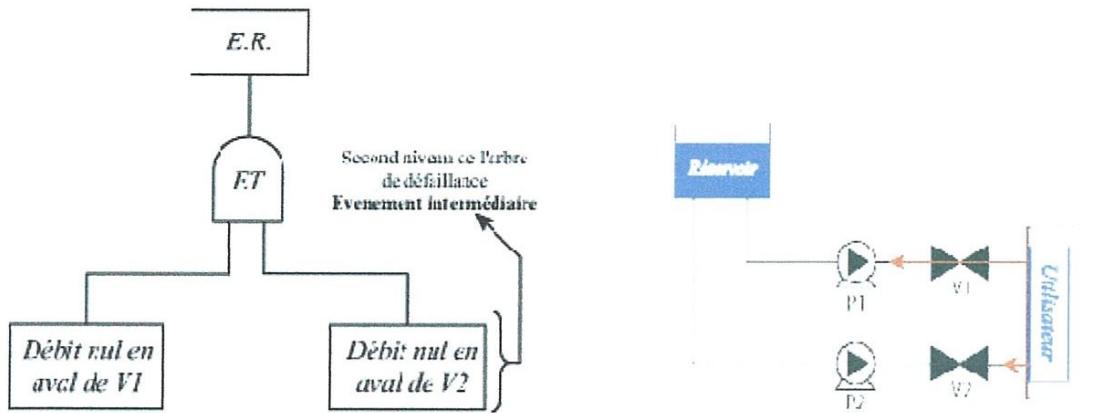 E.R.
ET
Second niveau de l'arbre
de défaillance
Evenement intermédiaire
Débit nul en
aval de V1
Débit nul en
aval de V2
Réservoir
P1
V1
P2
V2
Utilisateur